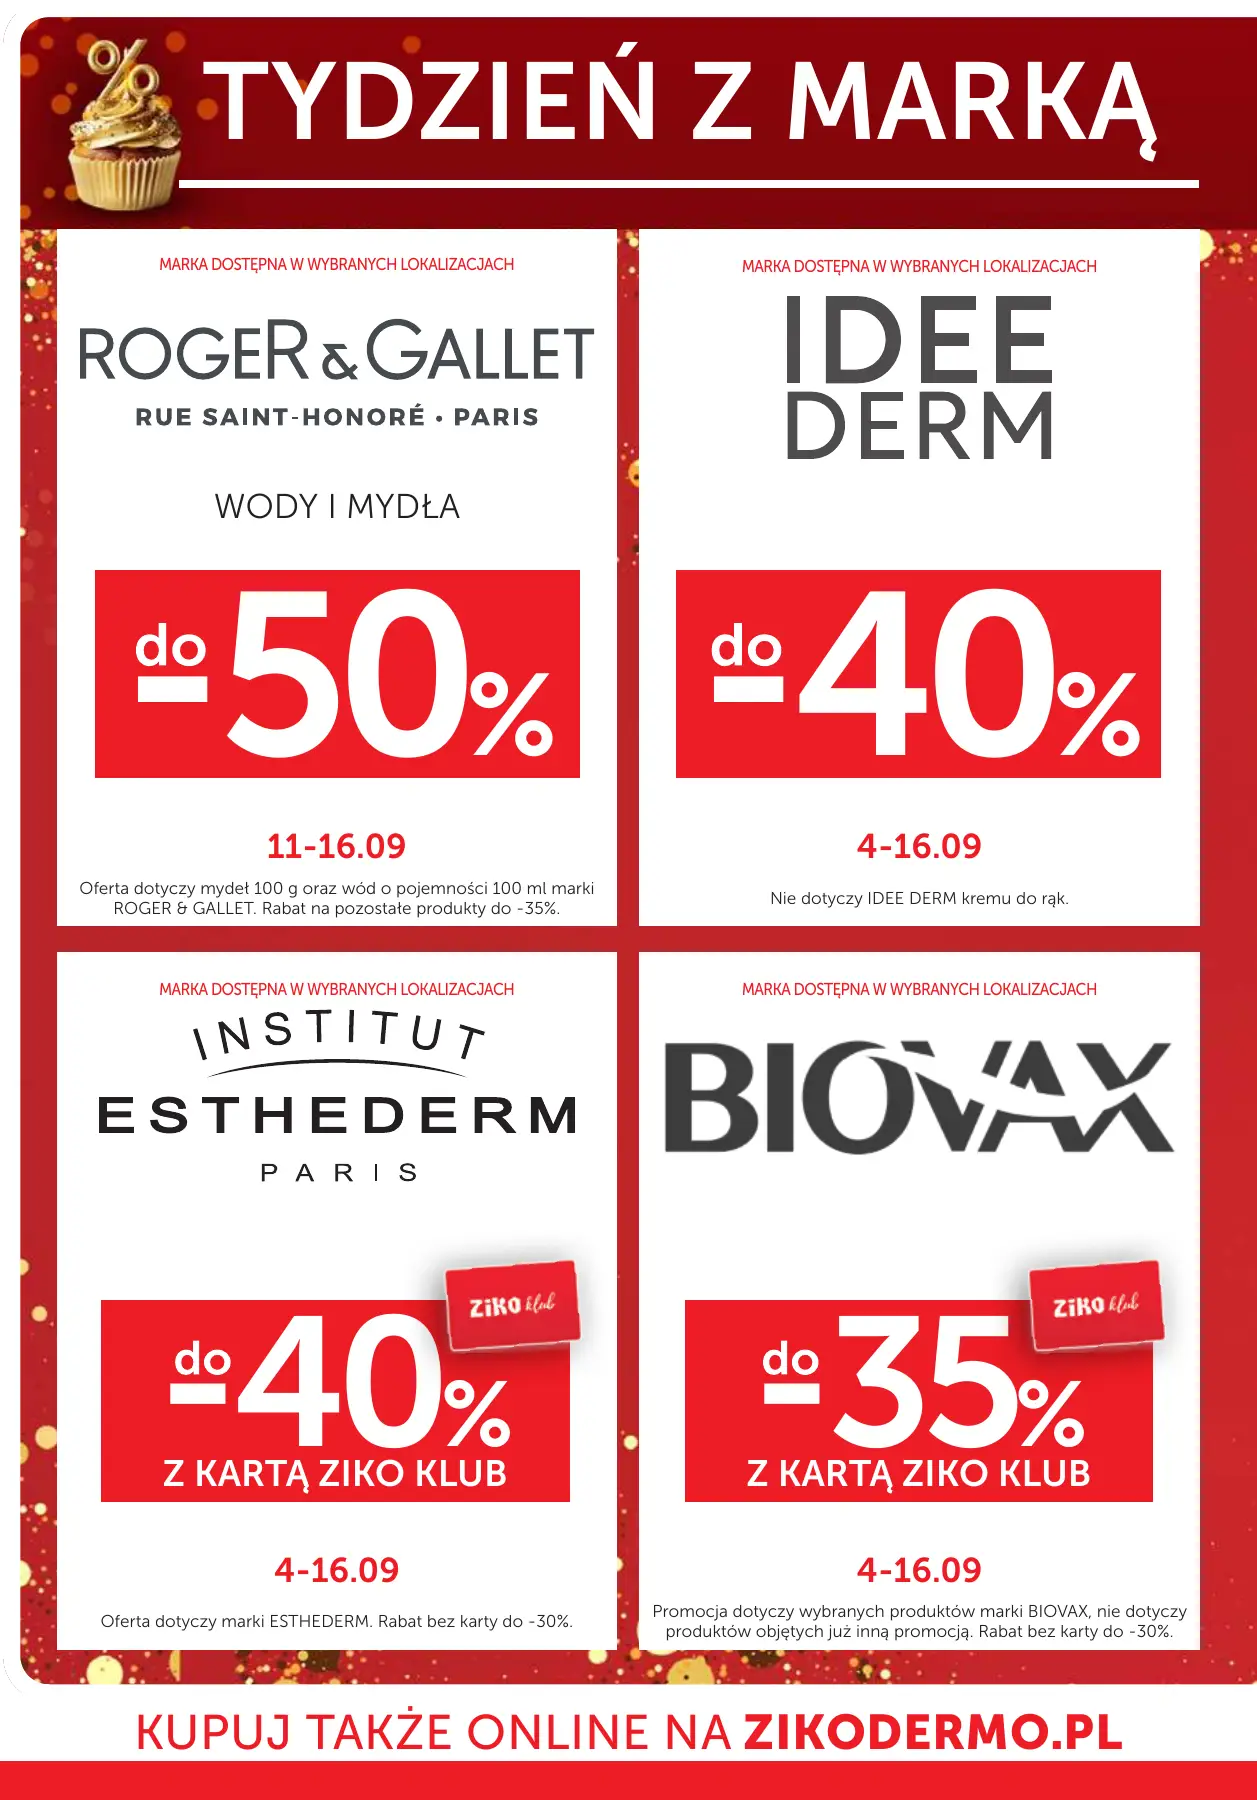 TYDZIEŃ Z MARKĄ
MARKA DOSTĘPNA W WYBRANYCH LOKALIZACJACH
ROGER & GALLET
RUE SAINT-HONORÉ • PARIS
WODY I MYDŁA
do -50%
11-16.09
Oferta dotyczy mydeł 100 g oraz wód o pojemności 100 ml marki
ROGER & GALLET. Rabat na pozostałe produkty do -35%.
MARKA DOSTĘPNA W WYBRANYCH LOKALIZACJACH
IDEE
DERM
do -40%
4-16.09
Nie dotyczy IDEE DERM kremu do rąk.
MARKA DOSTĘPNA W WYBRANYCH LOKALIZACJACH
INSTITUT
ESTHEDERM
PARIS
ZIKO klub
do -40%
Z KARTĄ ZIKO KLUB
4-16.09
Oferta dotyczy marki ESTHEDERM. Rabat bez karty do -30%.
MARKA DOSTĘPNA W WYBRANYCH LOKALIZACJACH
BIOVAX
ZIKO klub
do -35%
Z KARTĄ ZIKO KLUB
4-16.09
Promocja dotyczy wybranych produktów marki BIOVAX, nie dotyczy
produktów objętych już inną promocją. Rabat bez karty do -30%.
KUPUJ TAKŻE ONLINE NA ZIKODERMO.PL